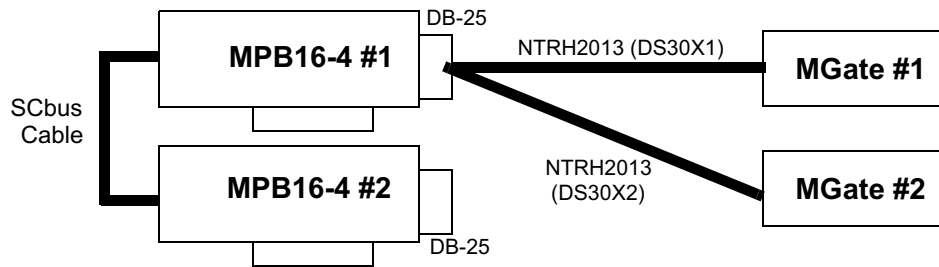 DB-25
MPB16-4 #1
NTRH2013 (DS30X1)
MGate #1
SCbus
Cable
MPB16-4 #2
NTRH2013
(DS30X2)
MGate #2
DB-25